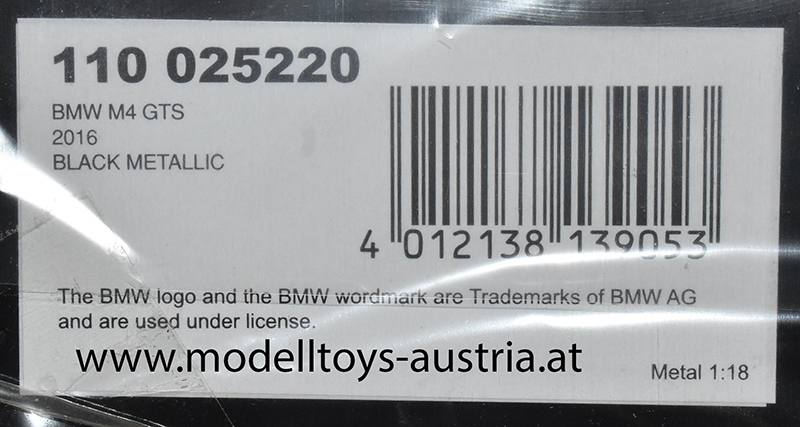 110 025220
BMW M4 GTS
2016
BLACK METALLIC
4 012138 139053
The BMW logo and the BMW wordmark are Trademarks of BMW AG
and are used under license.
www.modelltoys-austria.at
Metal 1:18